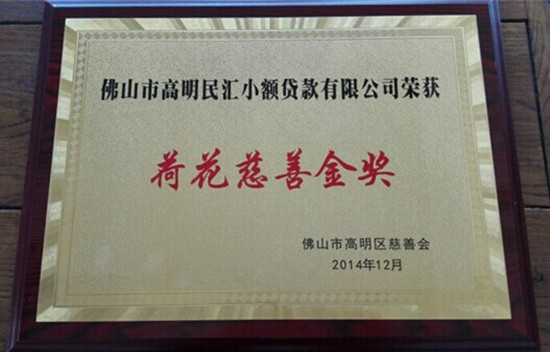 佛山市高明民汇小额贷款有限公司荣获
荷花慈善金奖
佛山市高明区慈善会
2014年12月